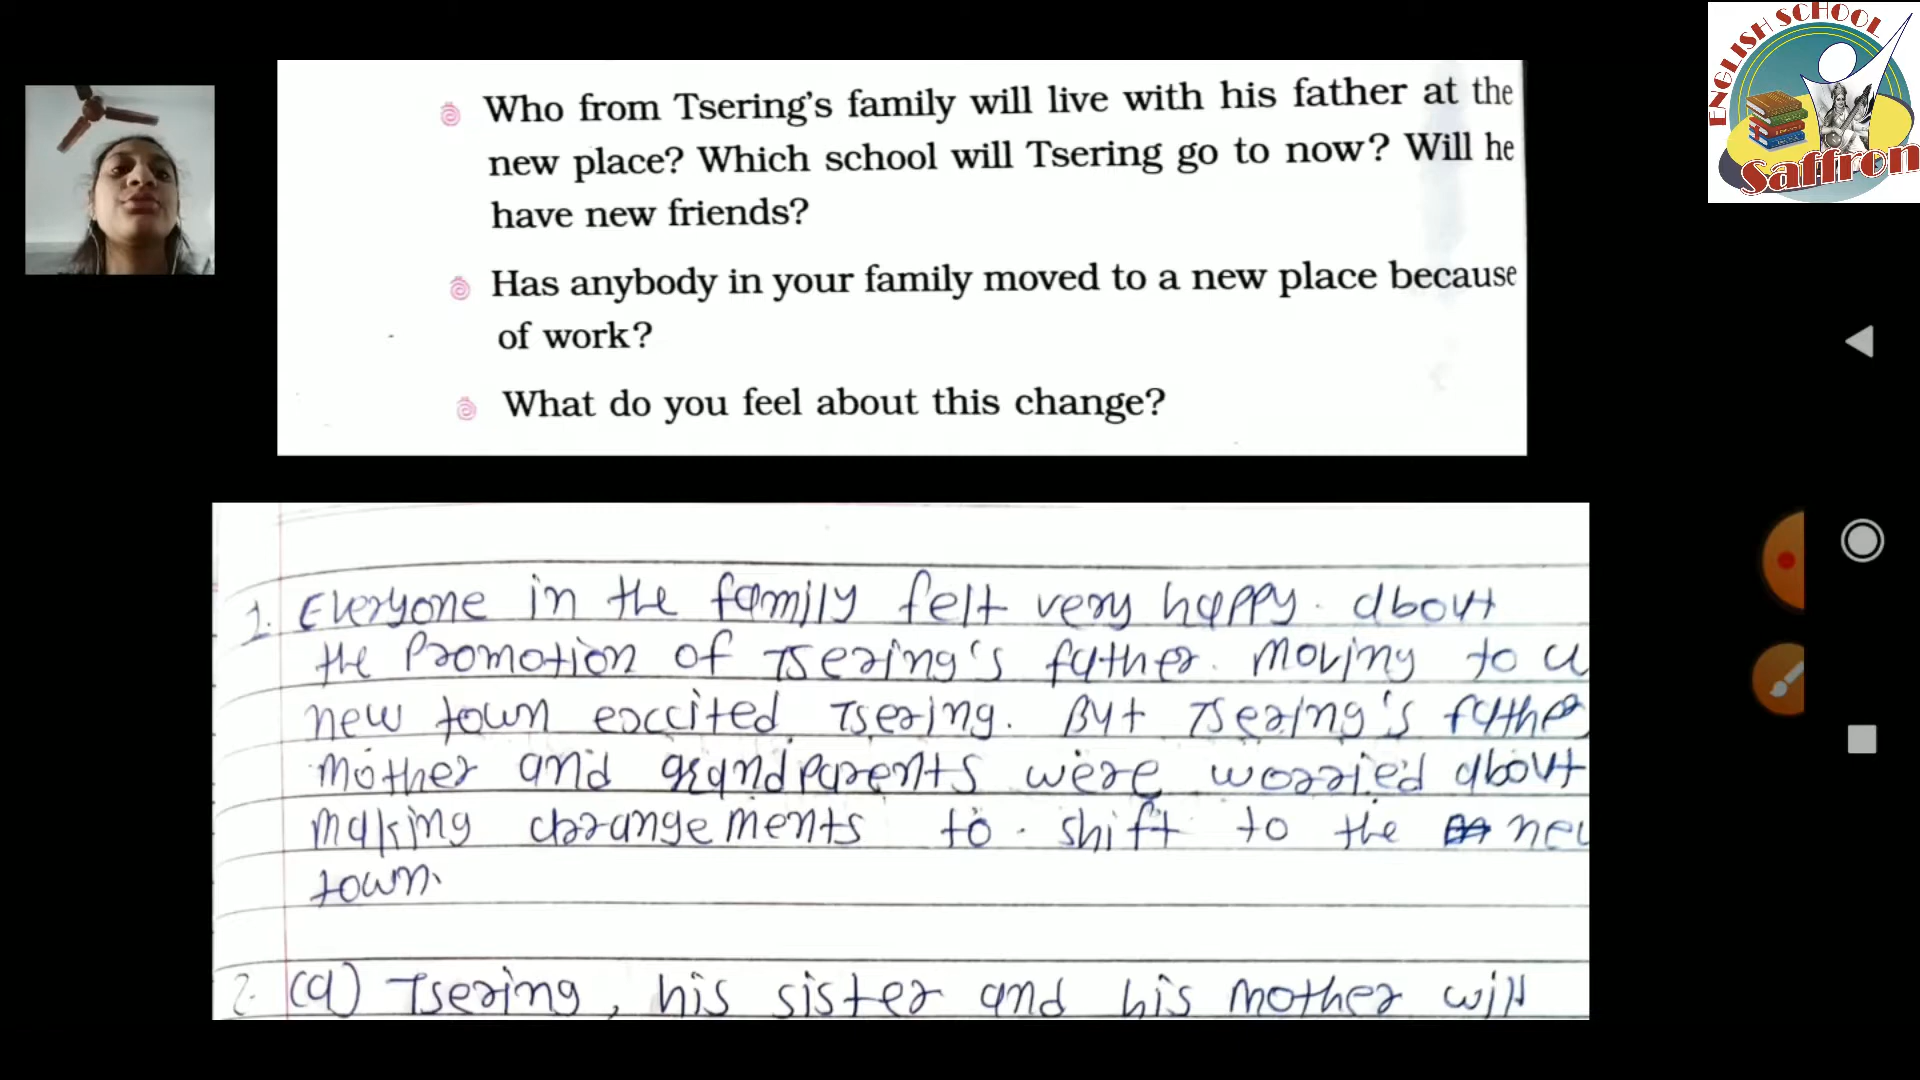 ENGLISH SCHOOL
Saffron
Who from Tsering's family will live with his father at the
new place? Which school will Tsering go to now? Will he
have new friends?
Has anybody in your family moved to a new place because
of work?
What do you feel about this change?
1. Everyone in the family felt very happy. about
the Promotion of Tsering's father. Moving to a
new town excited Tsering. But Tsering's fathe
mother and grandparents were worried about
making arrangements to shift to the new
town.
2. (a) Tsering, his sister and his mother will